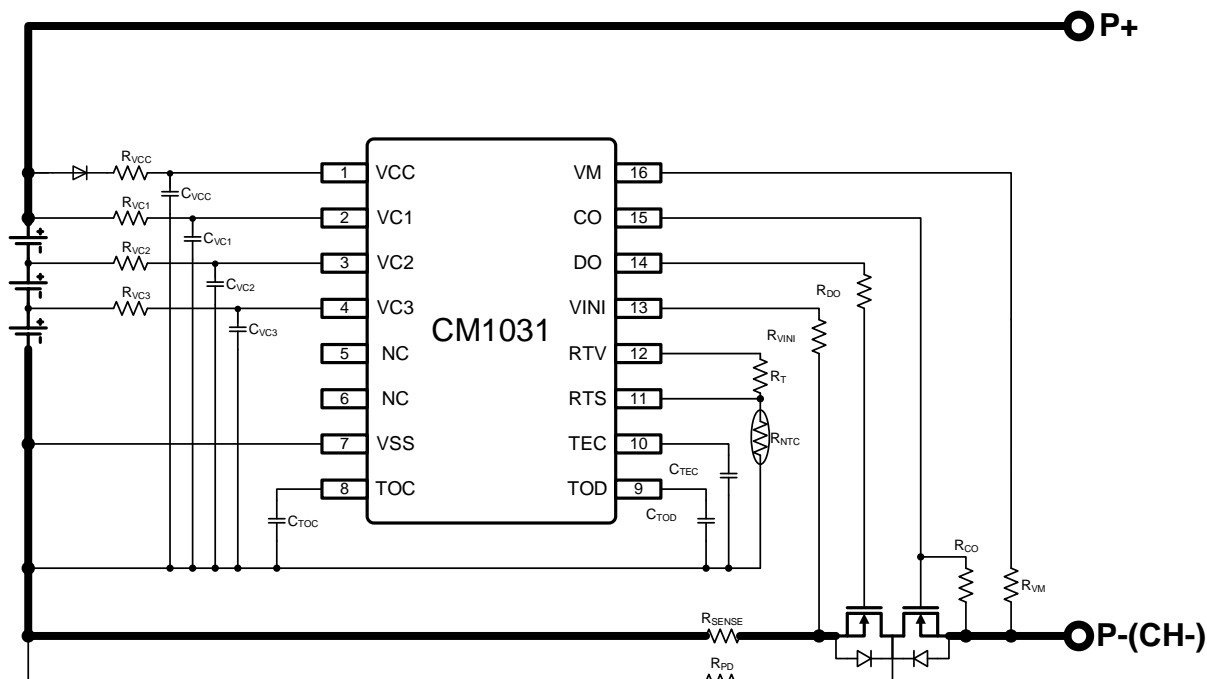 P+
RVCC
CVCC
RVC1
CVC1
RVC2
CVC2
RVC3
CVC3
+
-
+
-
+
-
1 VCC
2 VC1
3 VC2
4 VC3
5 NC
6 NC
7 VSS
8 TOC
CM1031
VM 16
CO 15
DO 14
VINI 13
RTV 12
RTS 11
TEC 10
TOD 9
RDO
RVINI
RT
RNTC
CTEC
CTOD
CTOC
RCO
RVM
RSENSE
P-(CH-)
RPD